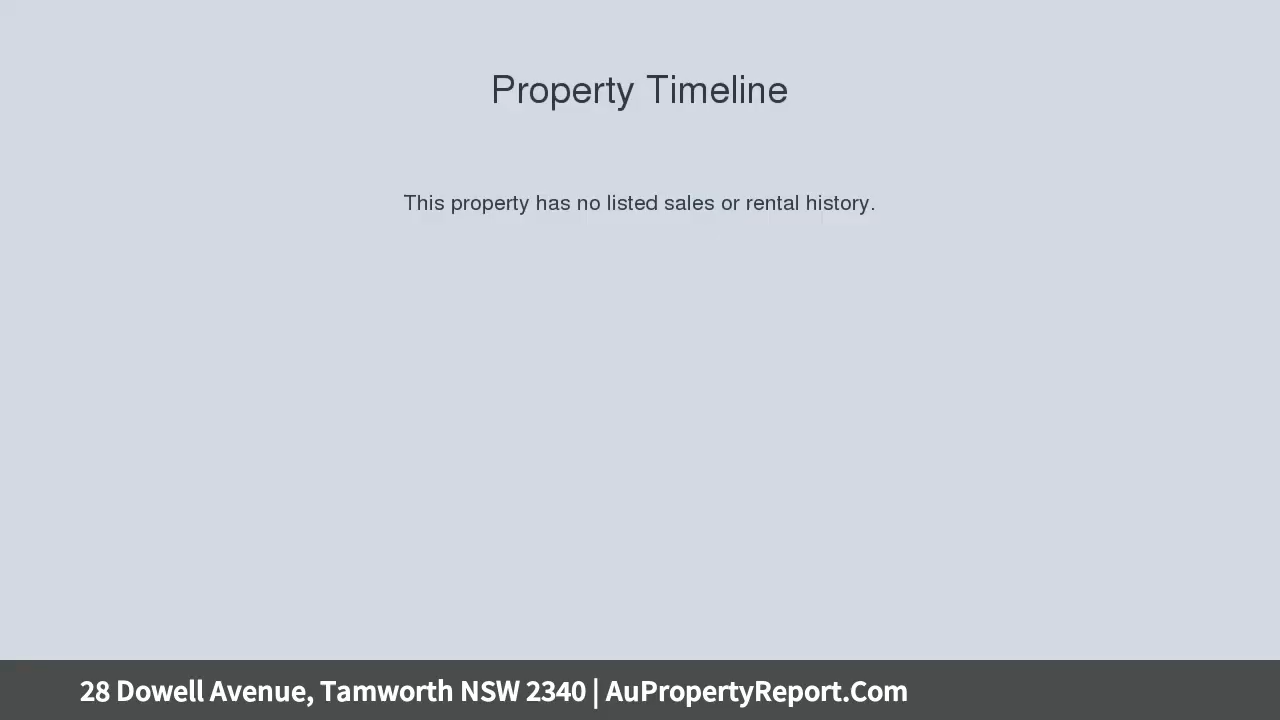 Property Timeline
This property has no listed sales or rental history.
28 Dowell Avenue, Tamworth NSW 2340 | AuPropertyReport.Com